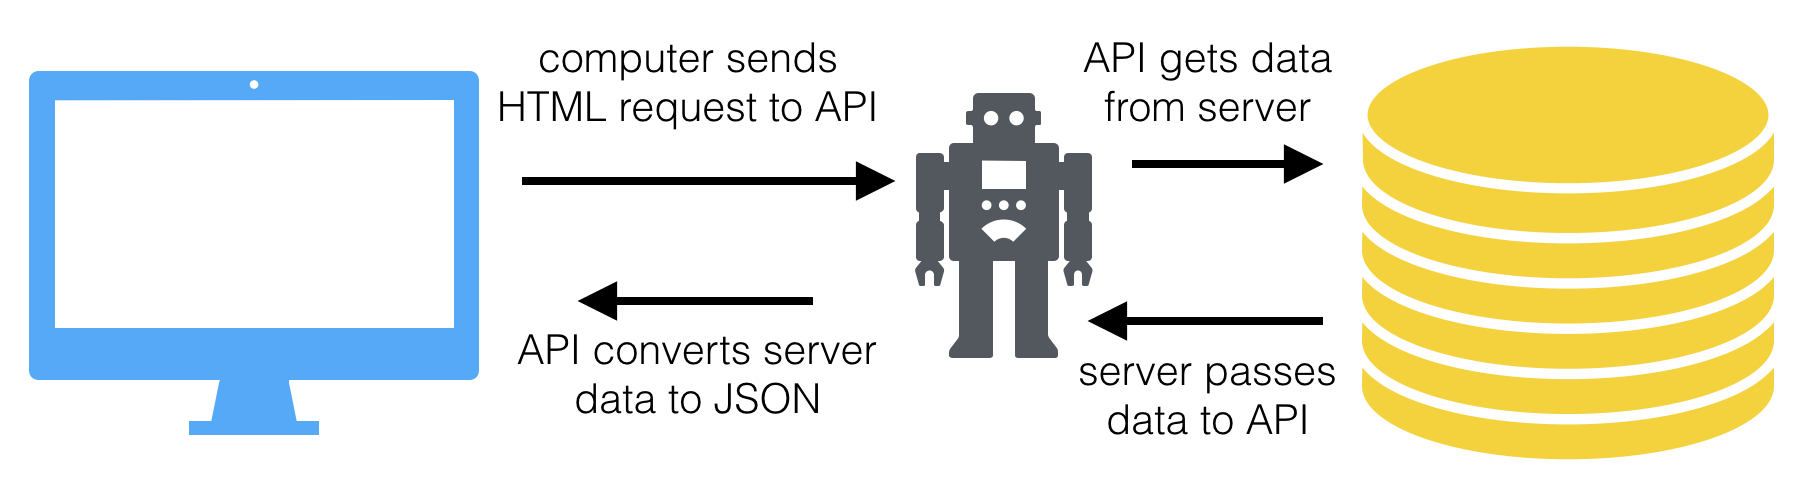 computer sends
HTML request to API
API gets data
from server
API converts server
data to JSON
server passes
data to API